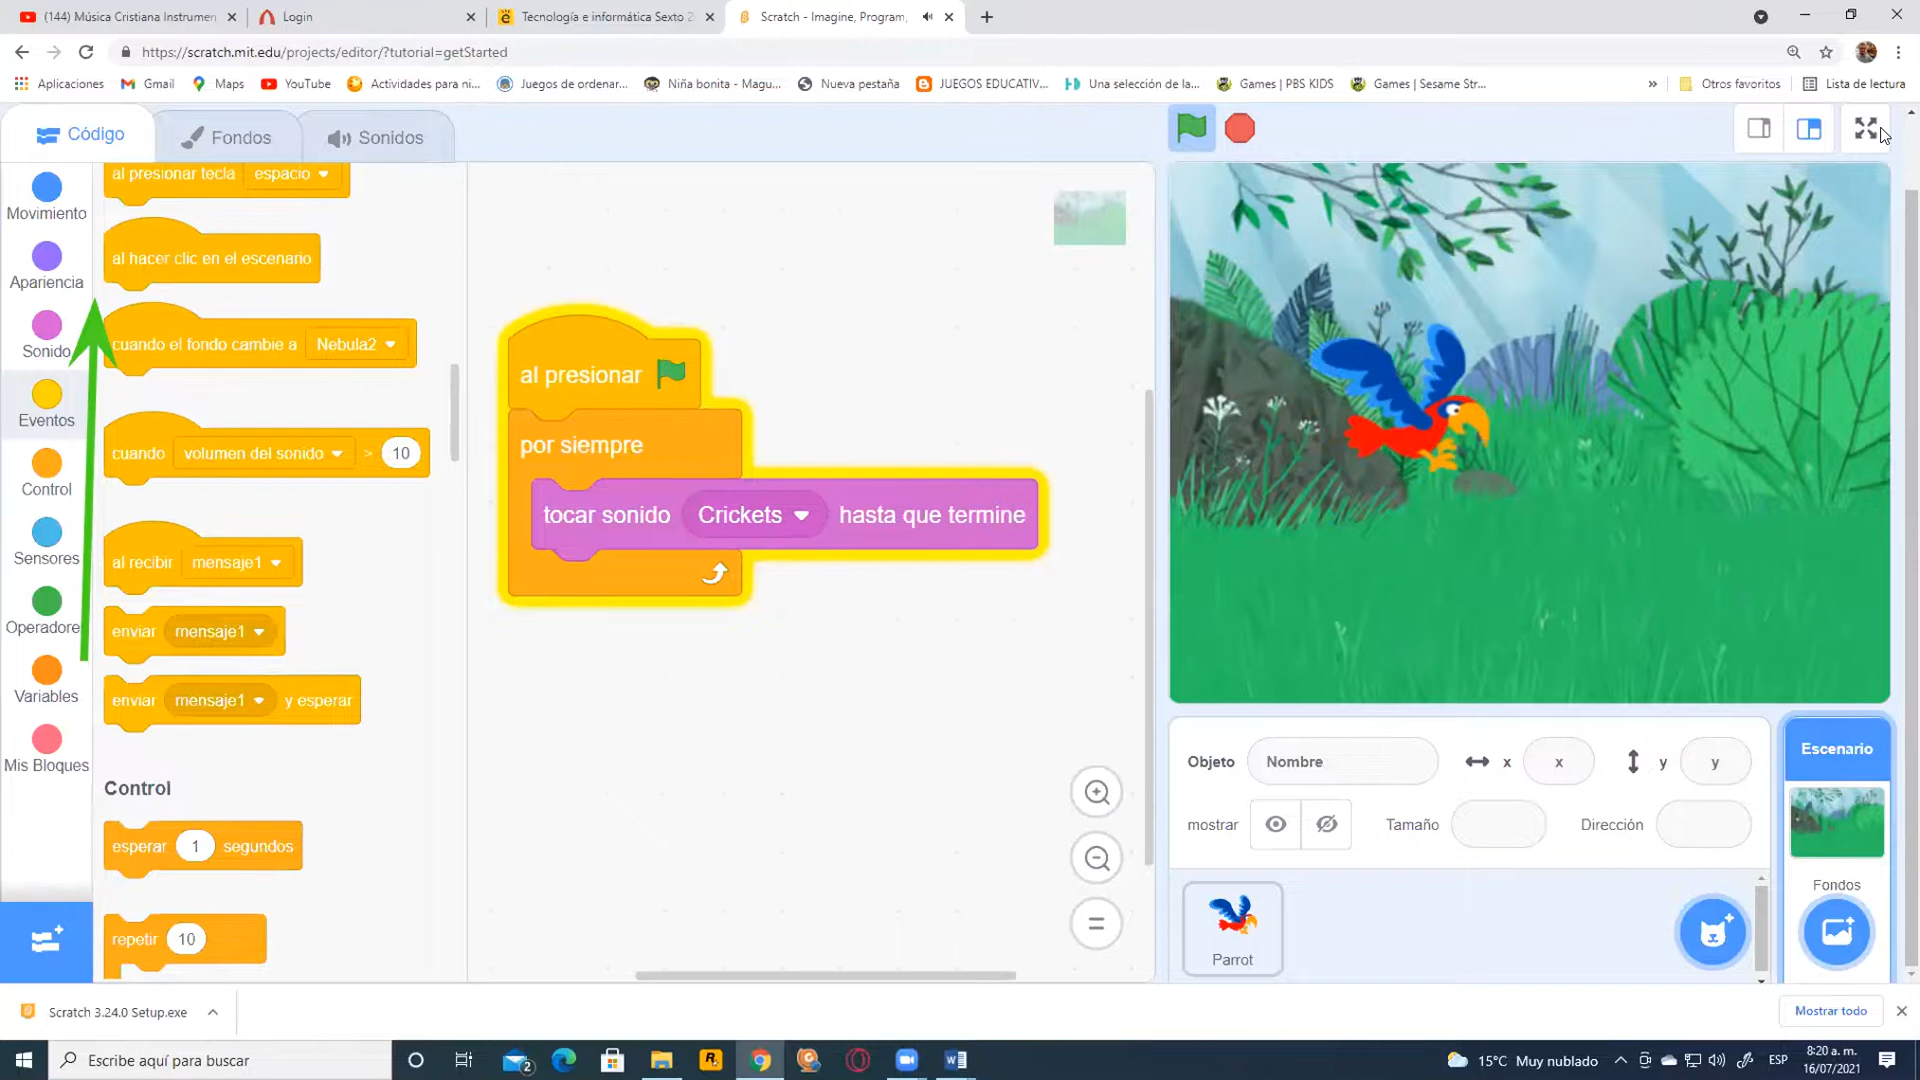 (144) Música Cristiana Instrumen
Login
Tecnología e informática Sexto 2
Scratch - Imagine, Program,
https://scratch.mit.edu/projects/editor/?tutorial=getStarted
Aplicaciones
Gmail
Maps
YouTube
Actividades para ni...
Juegos de ordenar...
Niña bonita - Magu...
Nueva pestaña
JUEGOS EDUCATIV...
Una selección de la...
Games | PBS KIDS
Games | Sesame Str...
»
Otros favoritos
Lista de lectura
Código
Fondos
Sonidos
Movimiento
Apariencia
Sonido
Eventos
Control
Sensores
Operadore
Variables
Mis Bloques
al presionar tecla espacio
al hacer clic en el escenario
cuando el fondo cambie a Nebula2
cuando volumen del sonido > 10
al recibir mensaje1
enviar mensaje1
enviar mensaje1 y esperar
Control
esperar 1 segundos
repetir 10
al presionar
por siempre
tocar sonido Crickets hasta que termine
Objeto Nombre x x y y
mostrar Tamaño Dirección
Parrot
Escenario
Fondos
Scratch 3.24.0 Setup.exe
Mostrar todo
Escribe aquí para buscar
2
15°C Muy nublado
ESP
8:20 a. m.
16/07/2021